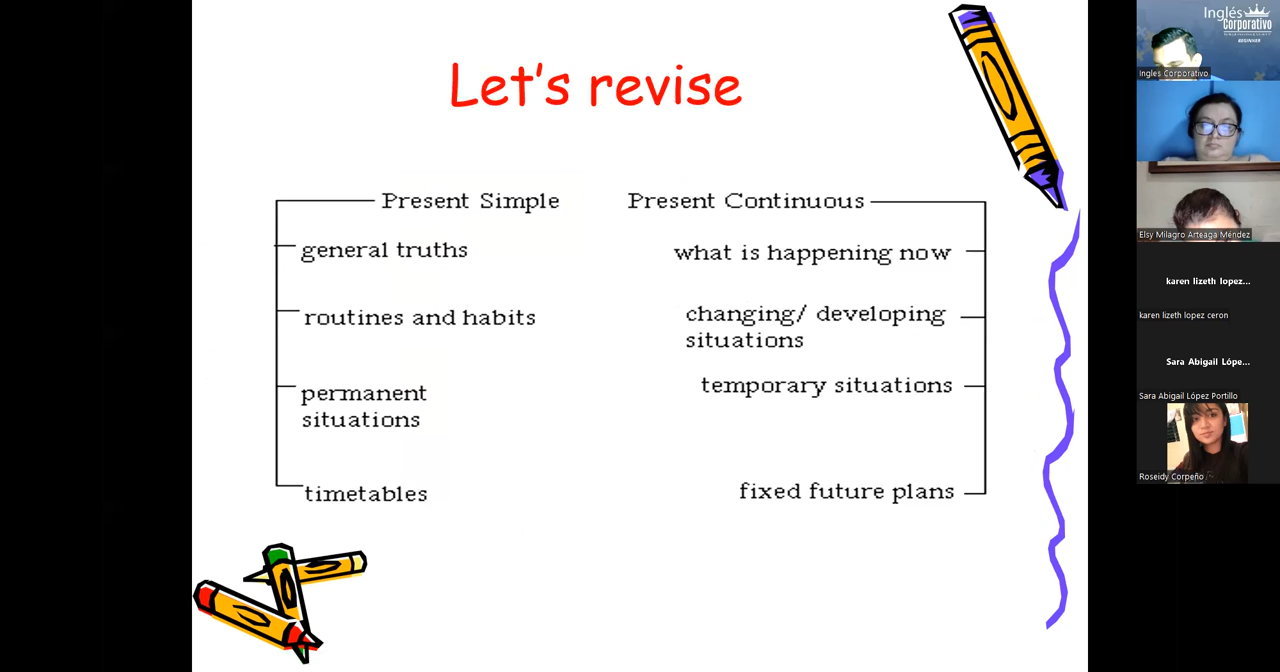 Let's revise
Present Simple
general truths
routines and habits
permanent
situations
timetables
Present Continuous
what is happening now
changing/ developing
situations
temporary situations
fixed future plans
Inglés
Corporativo
BEGINNER
Ingles Corporativo
Elsy Milagro Arteaga Méndez
karen lizeth lopez...
karen lizeth lopez ceron
Sara Abigail Lópe...
Sara Abigail López Portillo
Roseidy Corpeño